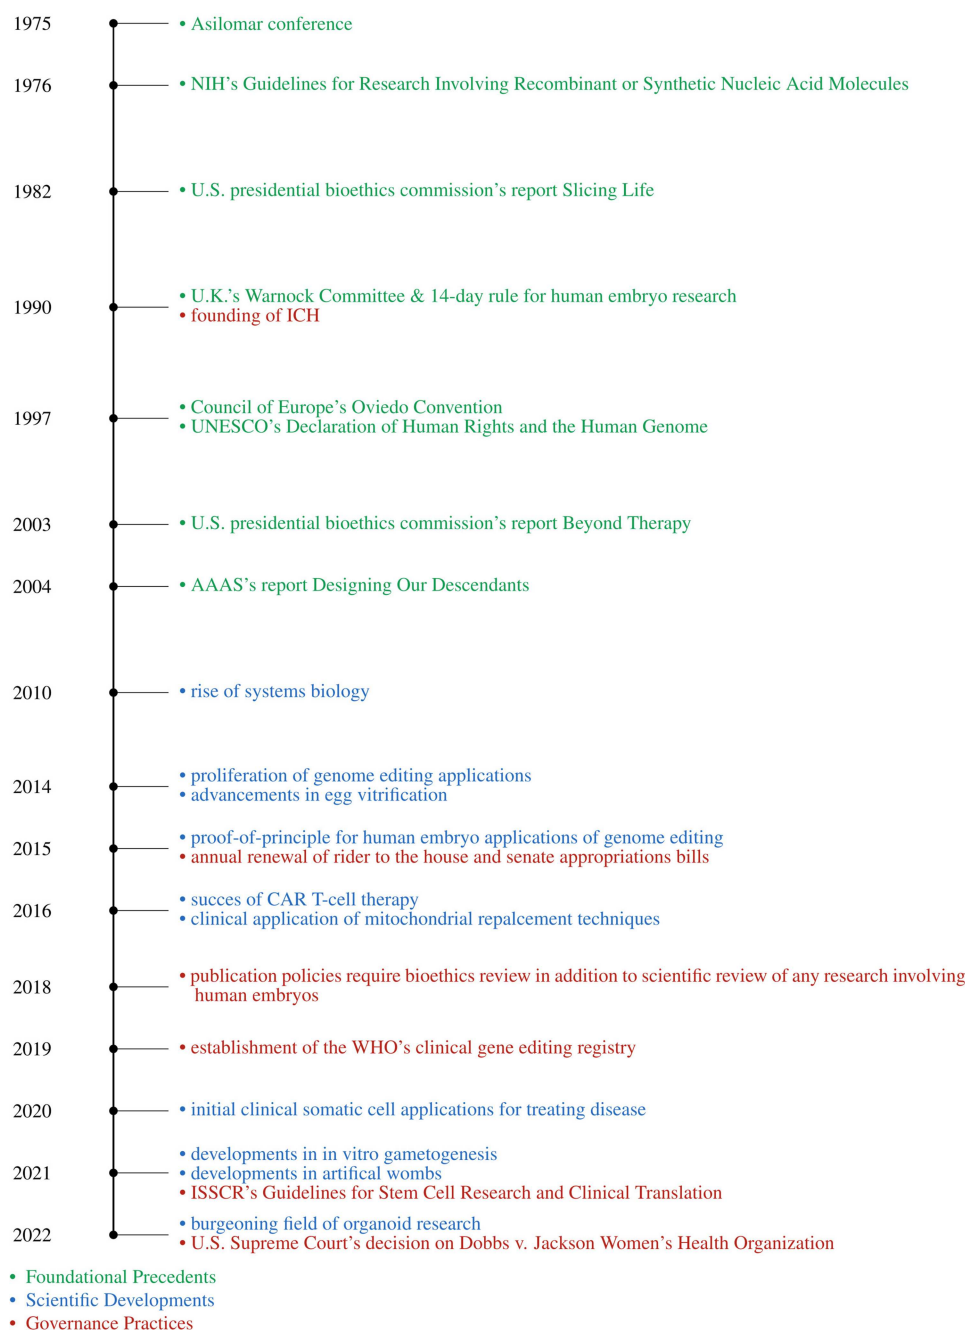 1975 • Asilomar conference
1976 • NIH's Guidelines for Research Involving Recombinant or Synthetic Nucleic Acid Molecules
1982 • U.S. presidential bioethics commission's report Slicing Life
1990 • U.K.'s Warnock Committee & 14-day rule for human embryo research
• founding of ICH
1997 • Council of Europe's Oviedo Convention
• UNESCO's Declaration of Human Rights and the Human Genome
2003 • U.S. presidential bioethics commission's report Beyond Therapy
2004 • AAAS's report Designing Our Descendants
2010 • rise of systems biology
2014 • proliferation of genome editing applications
• advancements in egg vitrification
2015 • proof-of-principle for human embryo applications of genome editing
• annual renewal of rider to the house and senate appropriations bills
2016 • succes of CAR T-cell therapy
• clinical application of mitochondrial repalcement techniques
2018 • publication policies require bioethics review in addition to scientific review of any research involving
human embryos
2019 • establishment of the WHO's clinical gene editing registry
2020 • initial clinical somatic cell applications for treating disease
2021 • developments in in vitro gametogenesis
• developments in artifical wombs
• ISSCR's Guidelines for Stem Cell Research and Clinical Translation
2022 • burgeoning field of organoid research
• U.S. Supreme Court's decision on Dobbs v. Jackson Women's Health Organization
• Foundational Precedents
• Scientific Developments
• Governance Practices